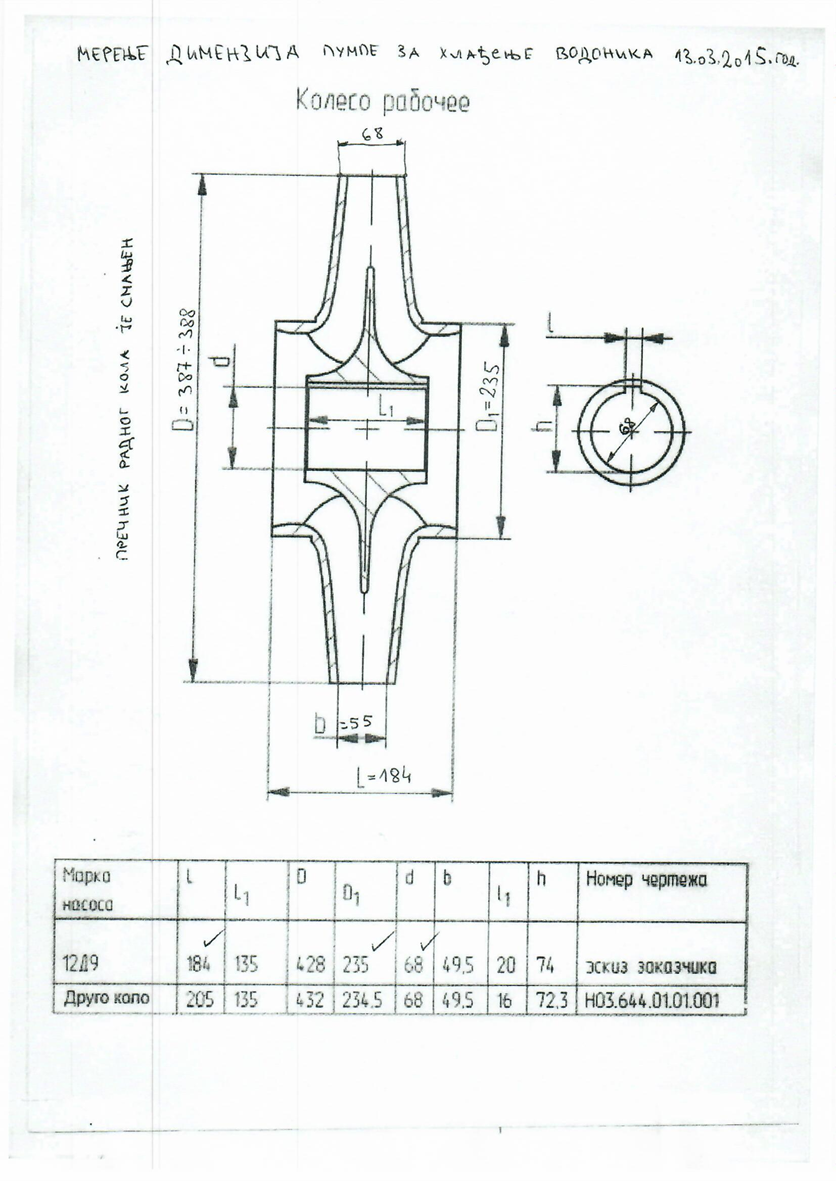 МЕРЕЊЕ ДИМЕНЗИЈА ПУМПЕ ЗА ХЛАЂЕЊЕ ВОДОНИКА 13.03.2015.год.
Колесо рабочее
68
ПРЕЧНИК РАДНОГ КОЛА ЈЕ СМАЊЕН
D= 387÷388
d
L1
D1=235
l
h
68
b =55
L=184
Марка насоса L L1 D D1 d b l1 h Номер чертежа
12Д9 184 135 428 235 68 49,5 20 74 эскиз заказчика
Друго коло 205 135 432 234.5 68 49,5 16 72.3 Н03.644.01.01.001